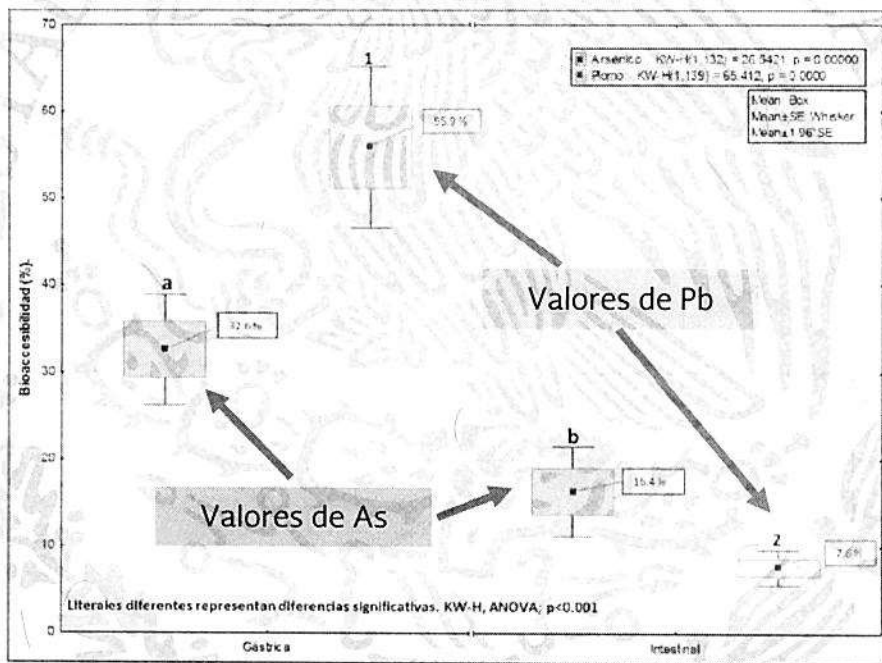 70
60
50
40
30
20
10
0
Bioaccesibilidad (%).
Arsénico: KW-H(1,132) = 26.5421, p = 0.00000
Plomo: KW-H(1,139) = 65.412, p = 0.0000
Mean Box
Mean±SE Whisker
Mean±1.96*SE
1
55.9%
a
32.6%
Valores de Pb
Valores de As
b
16.4%
2
7.6%
Literales diferentes representan diferencias significativas. KW-H, ANOVA; p<0.001
Gástrica
Intestinal